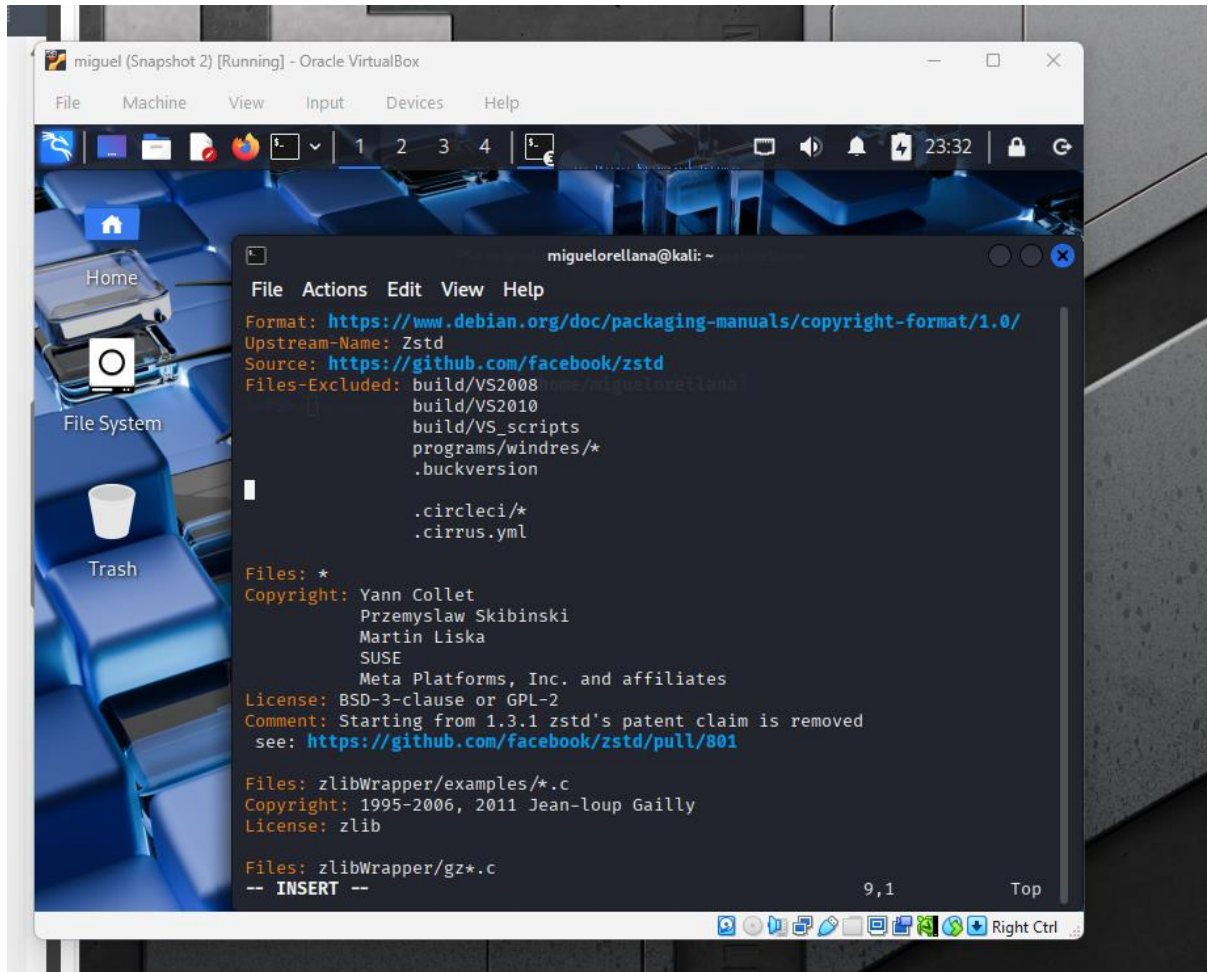 miguel (Snapshot 2) [Running] - Oracle VirtualBox
File Machine View Input Devices Help
1 2 3 4 23:32
Home
File System
Trash
miguelorellana@kali: ~
File Actions Edit View Help
Format: https://www.debian.org/doc/packaging-manuals/copyright-format/1.0/
Upstream-Name: Zstd
Source: https://github.com/facebook/zstd
Files-Excluded: build/VS2008
build/VS2010
build/VS_scripts
programs/windres/*
.buckversion
.circleci/*
.cirrus.yml
Files: *
Copyright: Yann Collet
Przemyslaw Skibinski
Martin Liska
SUSE
Meta Platforms, Inc. and affiliates
License: BSD-3-clause or GPL-2
Comment: Starting from 1.3.1 zstd's patent claim is removed
see: https://github.com/facebook/zstd/pull/801
Files: zlibWrapper/examples/*.c
Copyright: 1995-2006, 2011 Jean-loup Gailly
License: zlib
Files: zlibWrapper/gz*.c
-- INSERT -- 9,1 Top
Right Ctrl